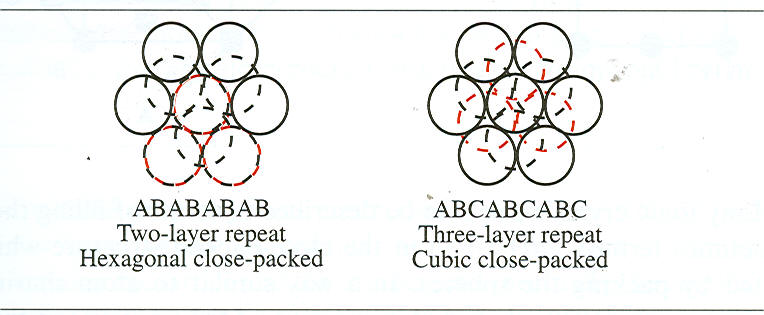 ABABABAB
Two-layer repeat
Hexagonal close-packed
ABCABCABC
Three-layer repeat
Cubic close-packed